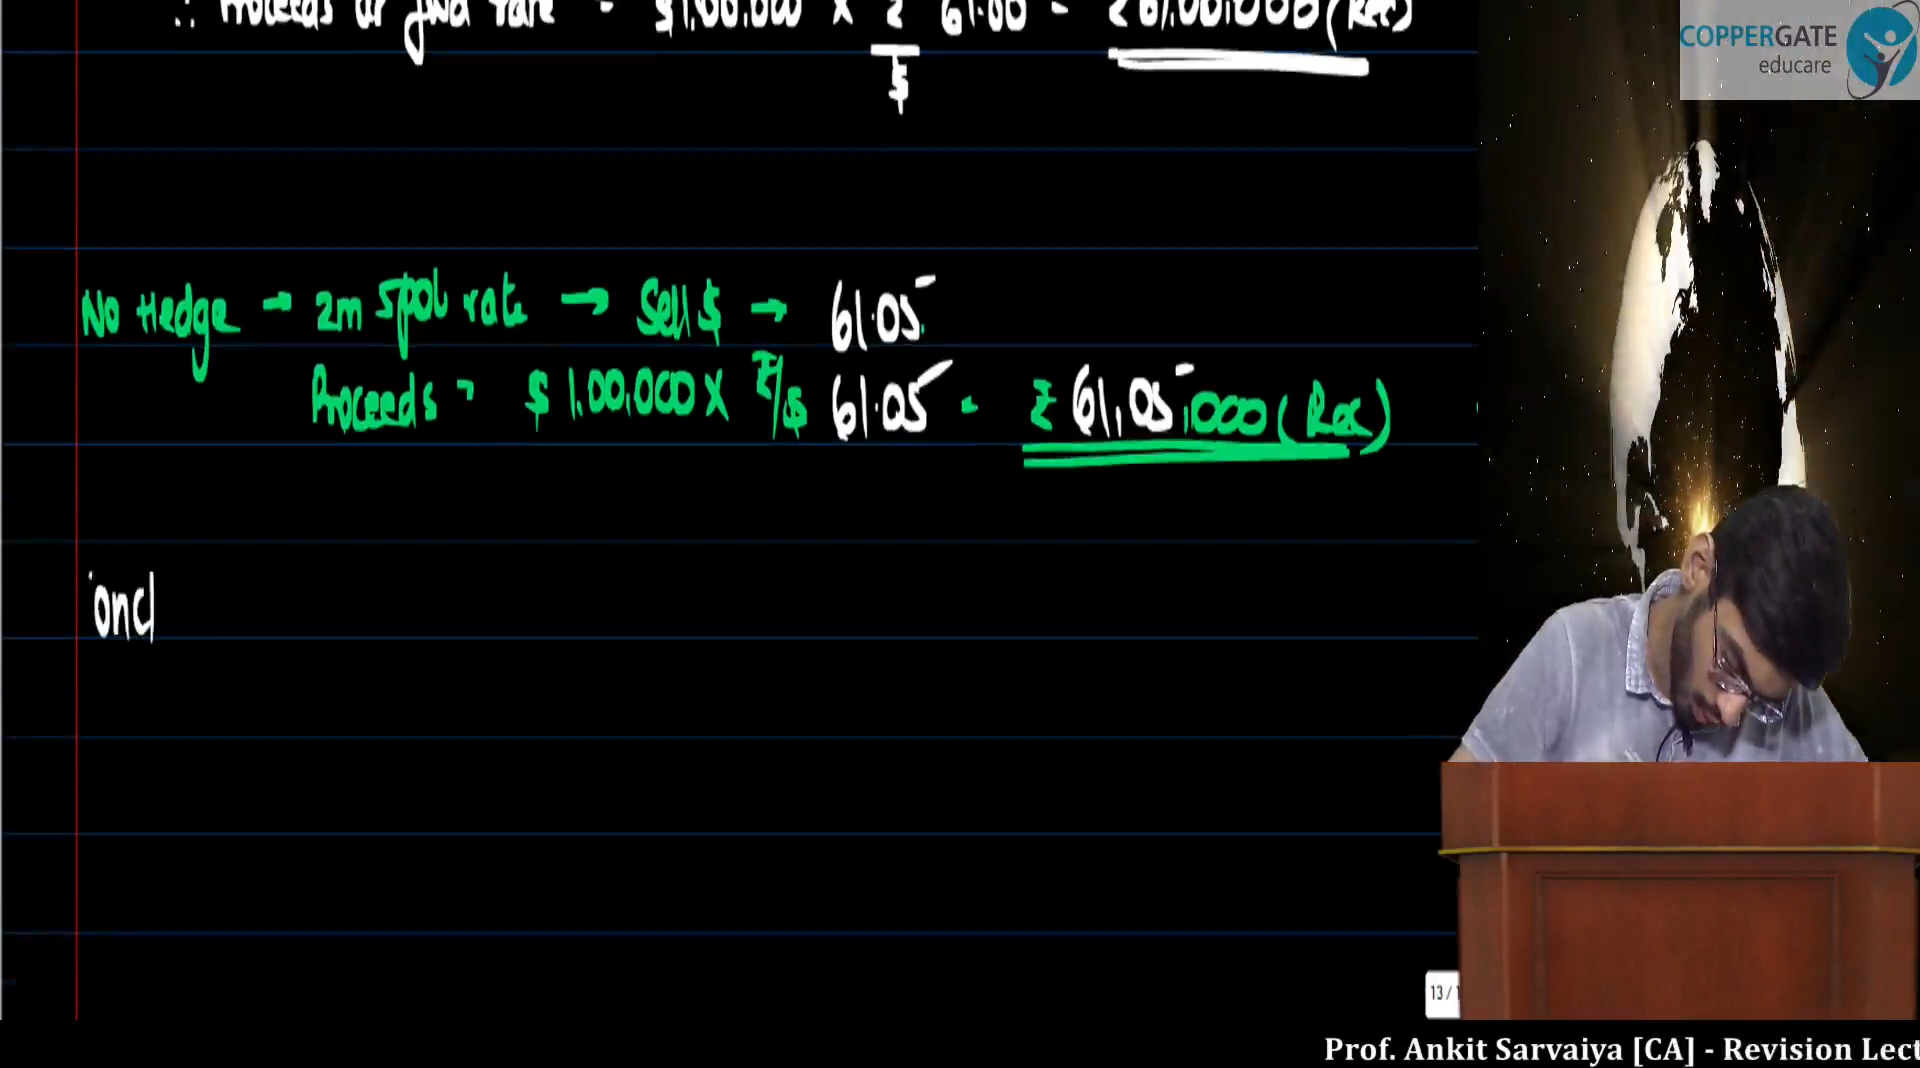 ∴ Proceeds at fwd rate = $1,00,000 X ₹ 61.00 = ₹ 61,00,000 (Rec)
$
COPPERGATE
educare
No Hedge → 2m spot rate → Sell $ → 61.05
Proceeds = $ 1,00,000 X ₹/$ 61.05 = ₹ 61,05,000 (Rec)
oncl
13 / 1
Prof. Ankit Sarvaiya [CA] - Revision Lect